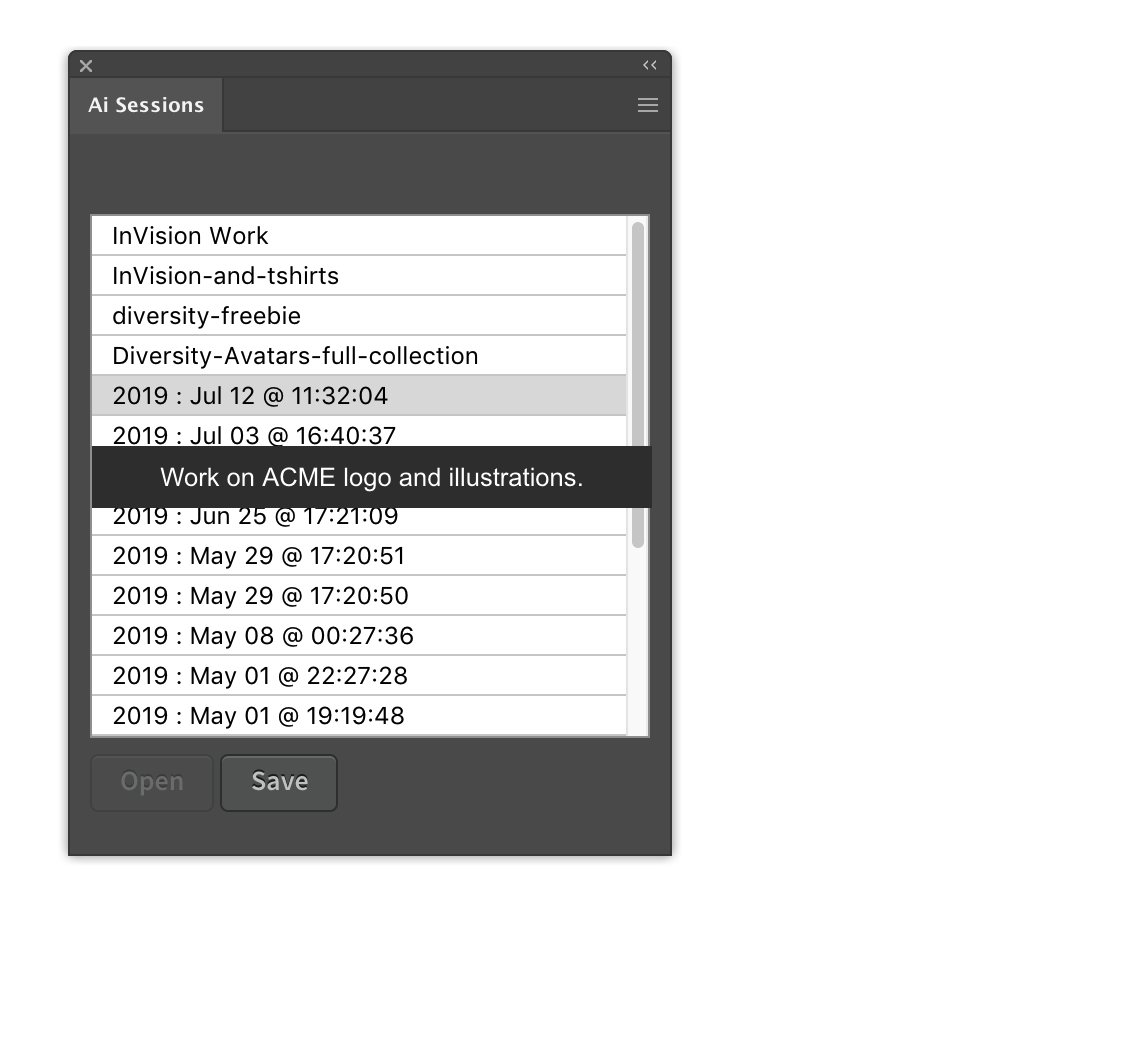 Ai Sessions
InVision Work
InVision-and-tshirts
diversity-freebie
Diversity-Avatars-full-collection
2019 : Jul 12 @ 11:32:04
2019 : Jul 03 @ 16:40:37
Work on ACME logo and illustrations.
2019 : Jun 25 @ 17:21:09
2019 : May 29 @ 17:20:51
2019 : May 29 @ 17:20:50
2019 : May 08 @ 00:27:36
2019 : May 01 @ 22:27:28
2019 : May 01 @ 19:19:48
Open Save